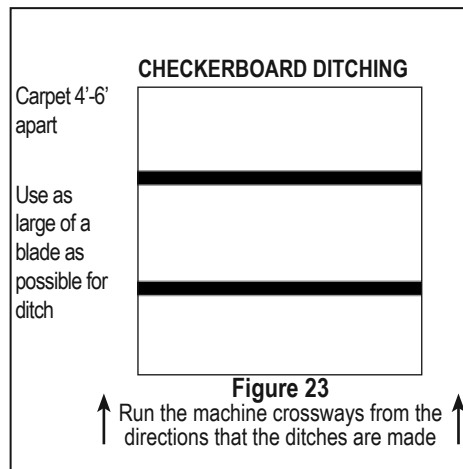 CHECKERBOARD DITCHING
Carpet 4'-6'
apart
Use as
large of a
blade as
possible for
ditch
Figure 23
Run the machine crossways from the
directions that the ditches are made